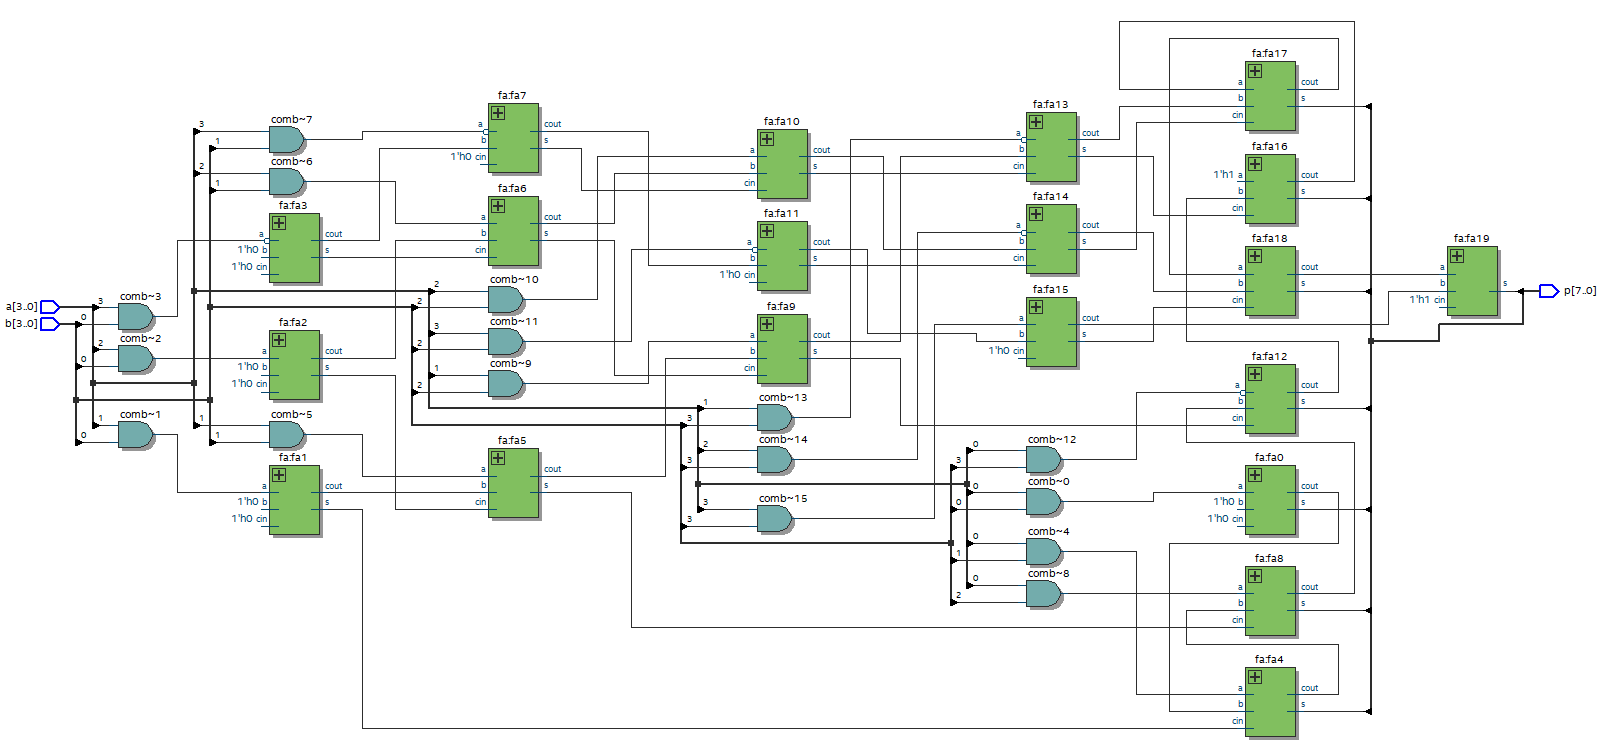 a[3..0]
b[3..0]
3
0
comb~3
2
0
comb~2
1
0
comb~1
3
1
comb~7
2
1
comb~6
fa:fa3
a
1'h0 b
1'h0 cin
cout
s
fa:fa2
a
1'h0 b
1'h0 cin
cout
s
1
1
comb~5
fa:fa1
a
1'h0 b
1'h0 cin
cout
s
fa:fa7
a
b
1'h0 cin
cout
s
fa:fa6
a
b
cin
cout
s
2
2
comb~10
3
2
comb~11
1
2
comb~9
fa:fa5
a
b
cin
cout
s
fa:fa10
a
b
cin
cout
s
fa:fa11
a
b
1'h0 cin
cout
s
fa:fa9
a
b
cin
cout
s
1
3
comb~13
2
3
comb~14
3
3
comb~15
fa:fa13
a
b
cin
cout
s
fa:fa14
a
b
cin
cout
s
fa:fa15
a
b
1'h0 cin
cout
s
0
3
comb~12
0
0
comb~0
0
1
comb~4
0
2
comb~8
fa:fa17
a
b
cin
cout
s
fa:fa16
1'h1 a
b
cin
cout
s
fa:fa18
a
b
cin
cout
s
fa:fa12
a
b
cin
cout
s
fa:fa0
a
1'h0 b
1'h0 cin
cout
s
fa:fa8
a
b
cin
cout
s
fa:fa4
a
b
cin
cout
s
fa:fa19
a
b
1'h1 cin
s
p[7..0]